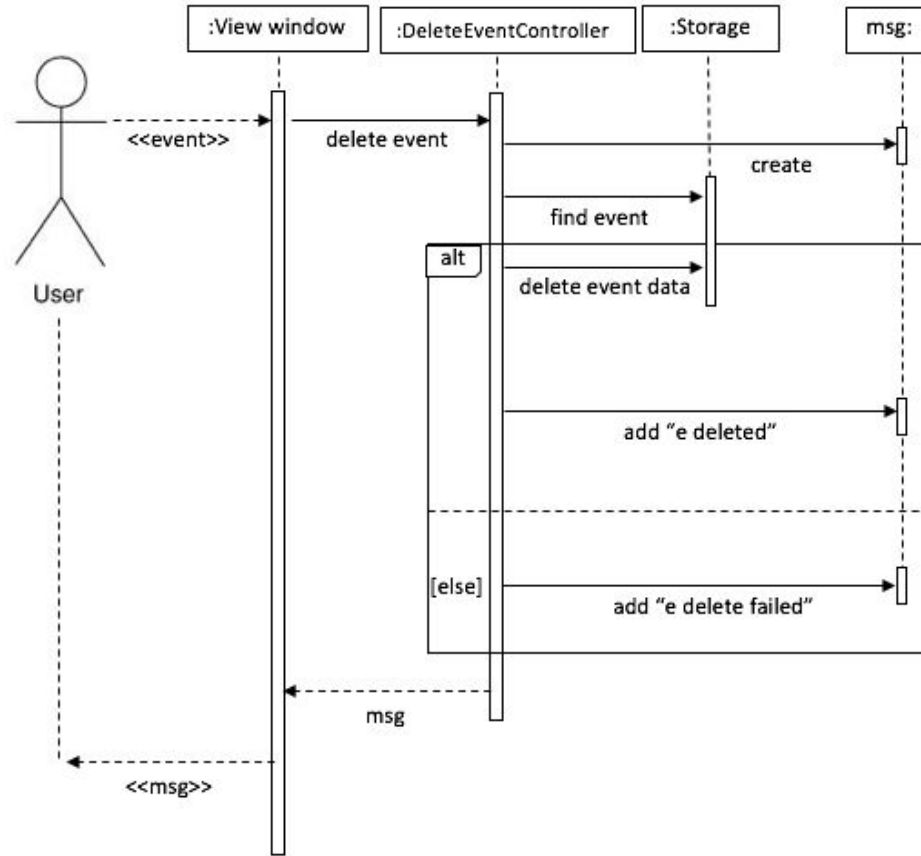 :View window
:DeleteEventController
:Storage
msg:
<<event>>
delete event
create
find event
alt
delete event data
User
add “e deleted”
[else]
add “e delete failed”
msg
<<msg>>